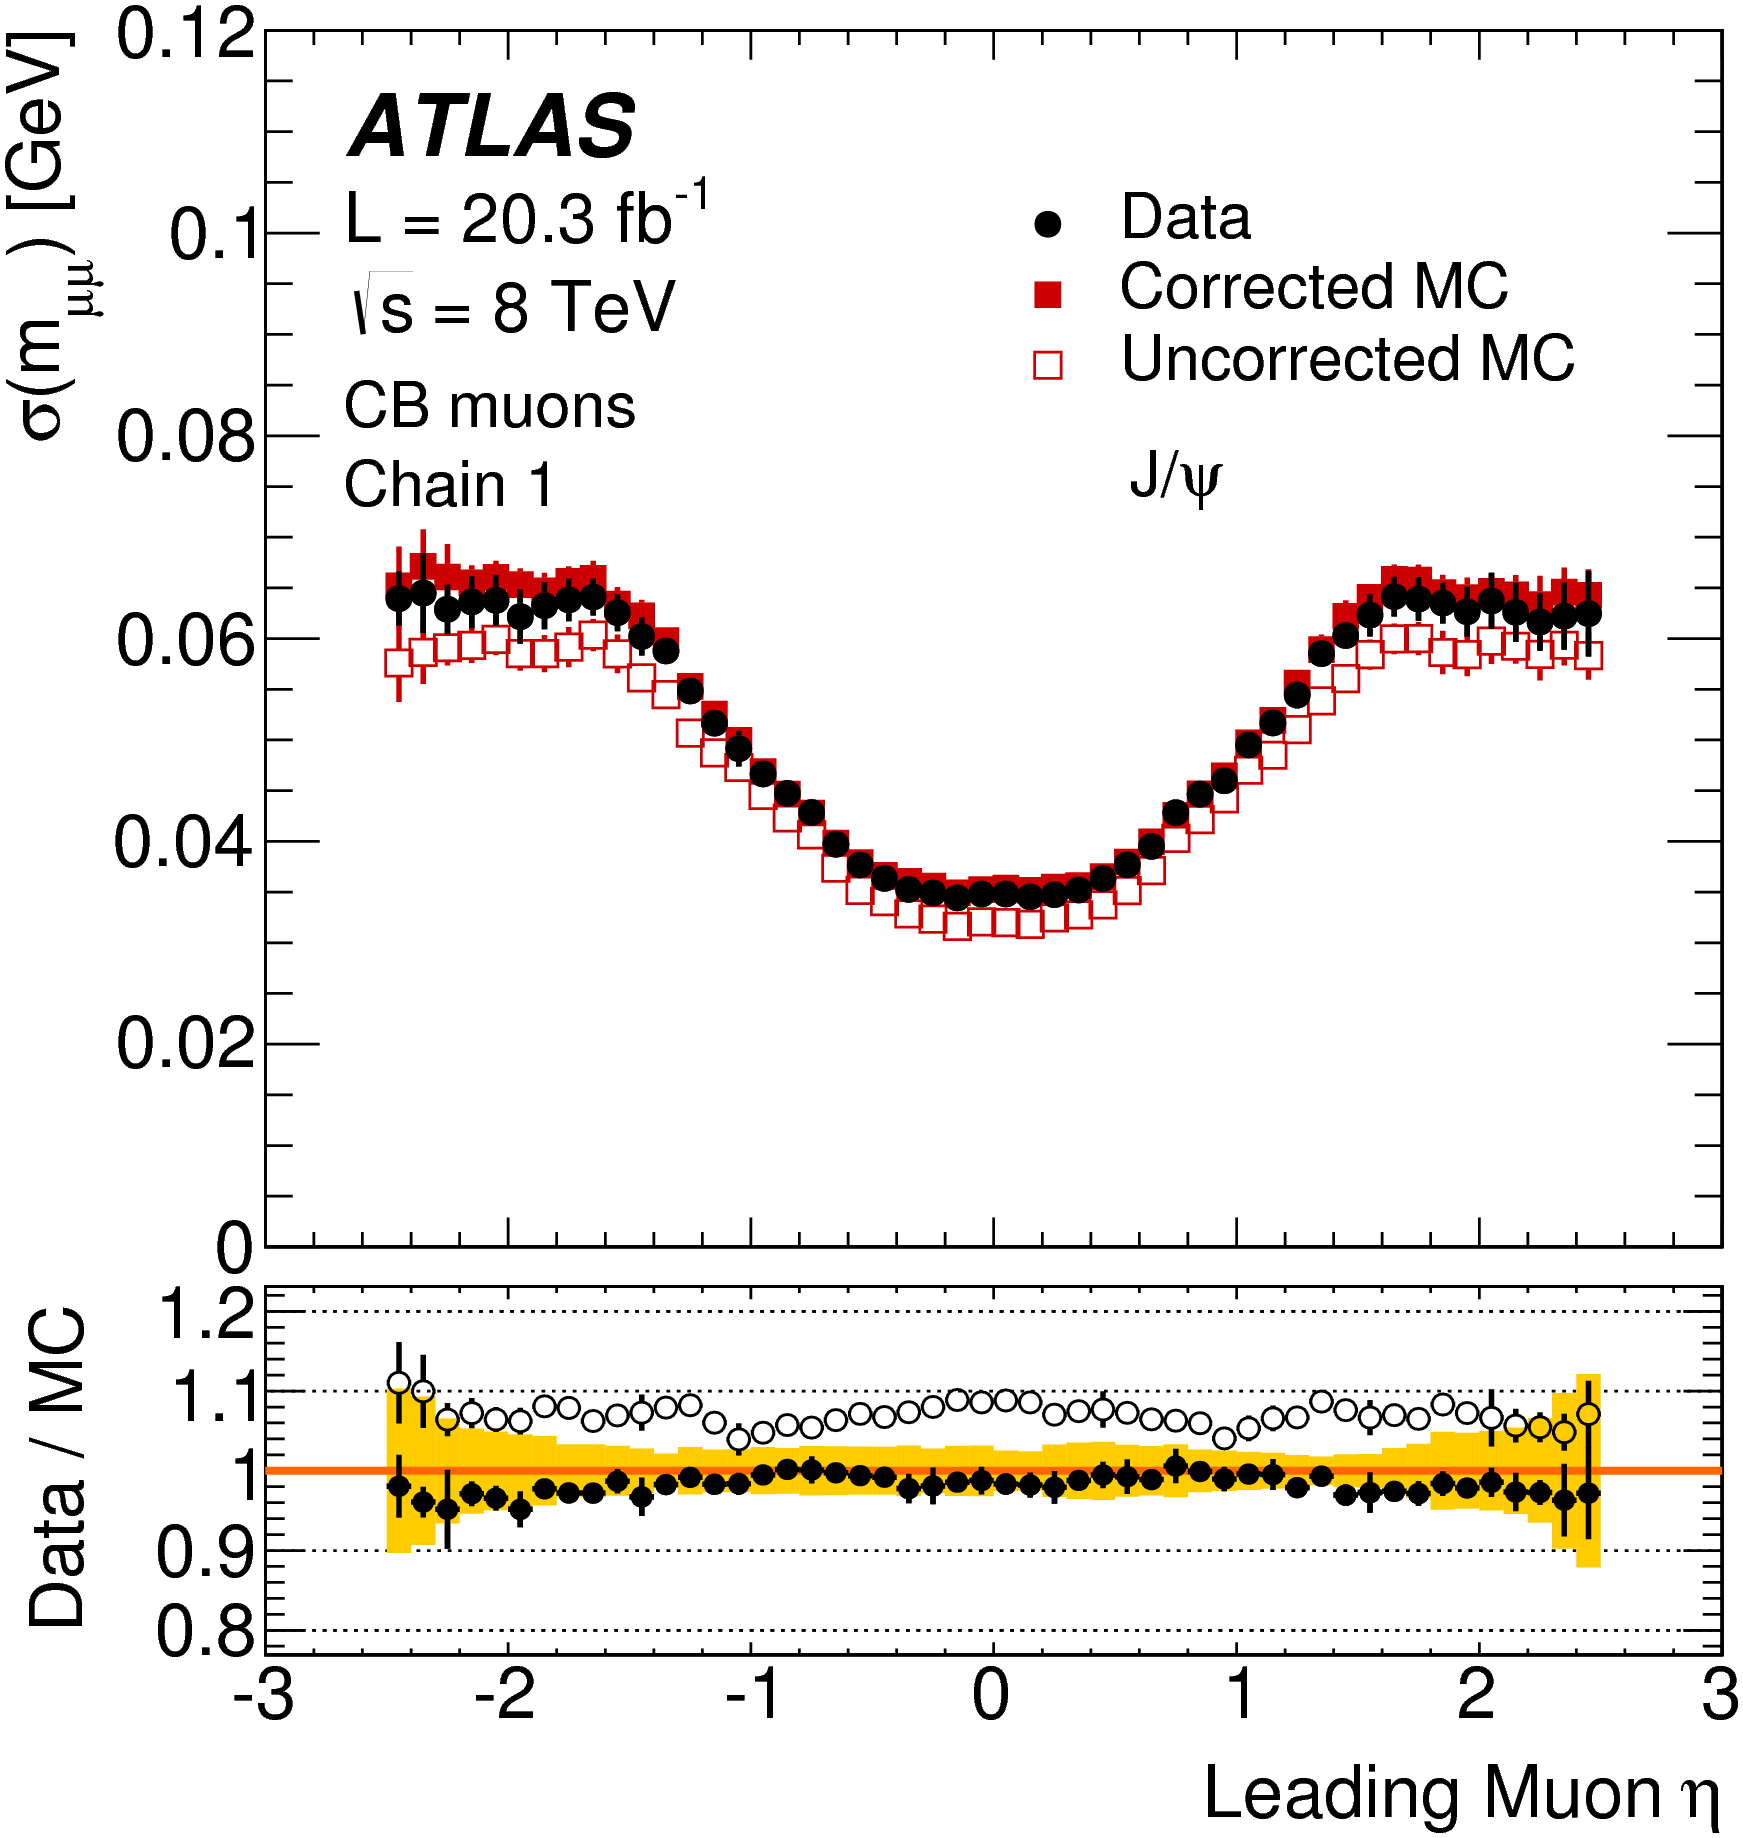 σ(mμμ) [GeV]
0.12
0.1
0.08
0.06
0.04
0.02
0
ATLAS
L = 20.3 fb-1
√s = 8 TeV
CB muons
Chain 1
Data
Corrected MC
Uncorrected MC
J/ψ
Data / MC
1.2
1.1
1
0.9
0.8
-3 -2 -1 0 1 2 3
Leading Muon η